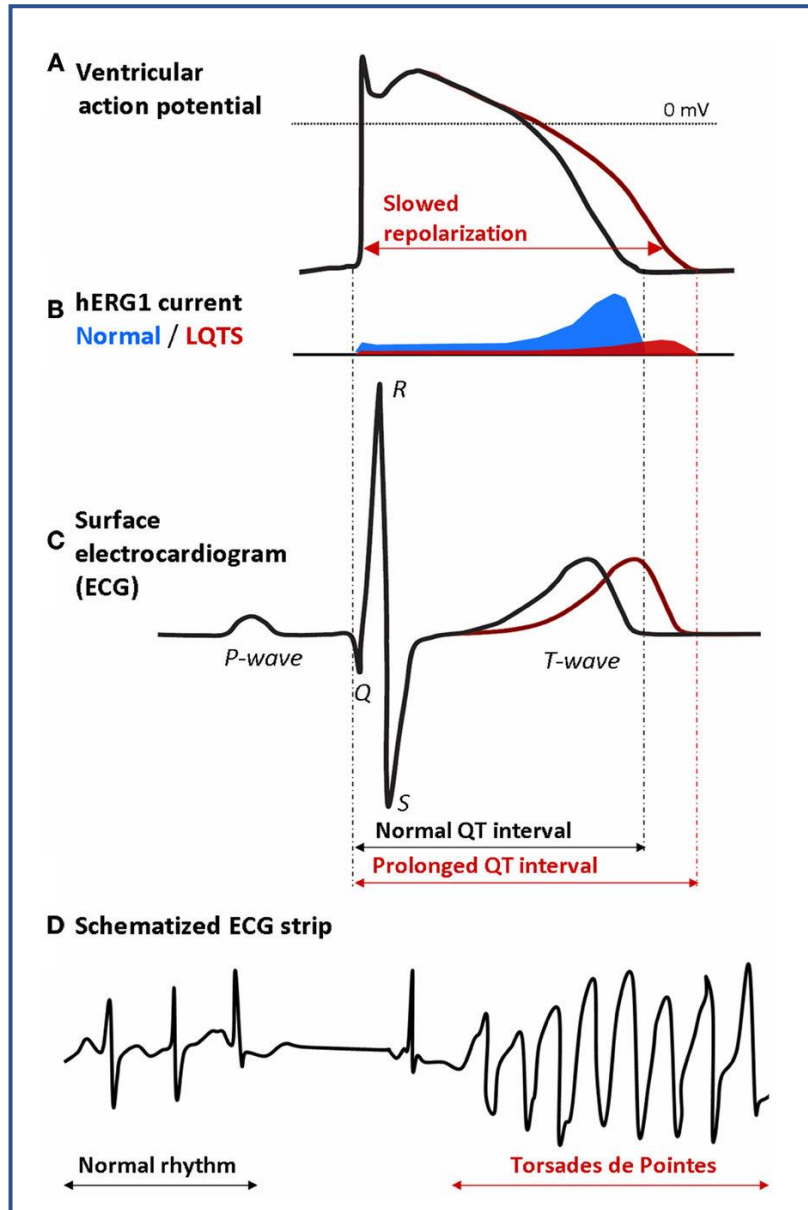 A Ventricular
action potential
0 mV
Slowed
repolarization
B hERG1 current
Normal / LQTS
R
C Surface
electrocardiogram
(ECG)
P-wave
Q
T-wave
S
Normal QT interval
Prolonged QT interval
D Schematized ECG strip
Normal rhythm
Torsades de Pointes